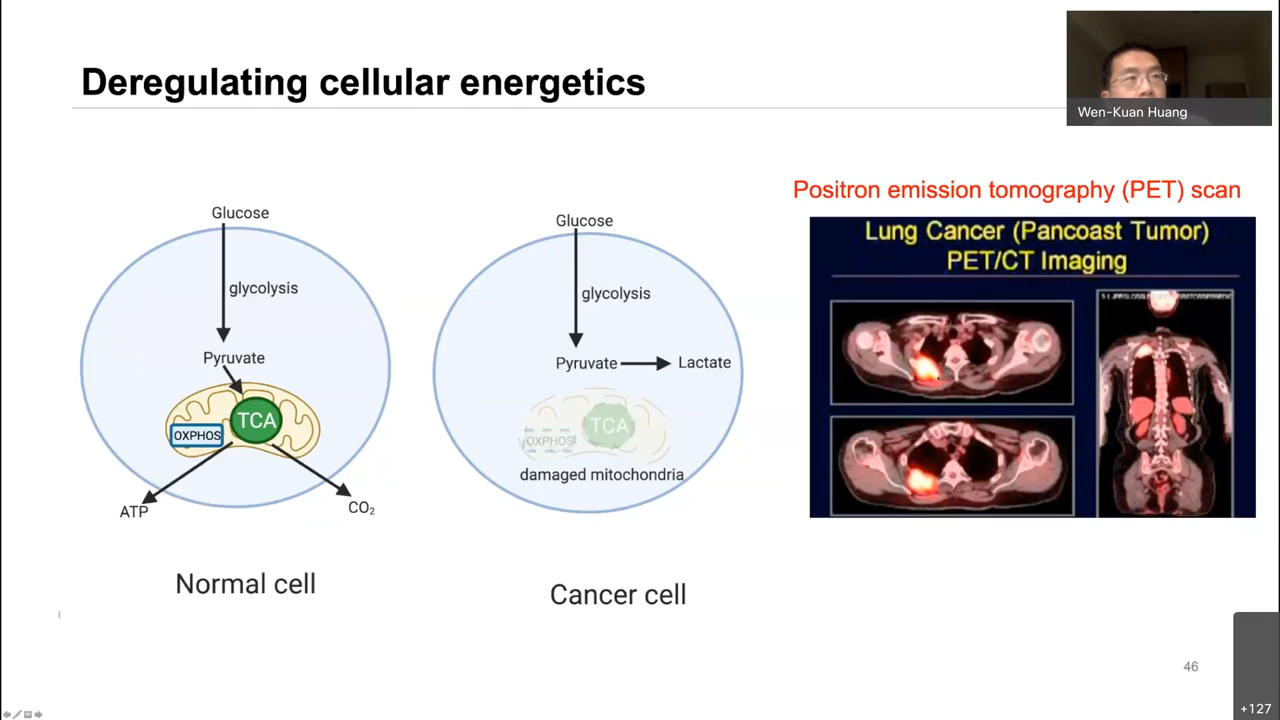 Deregulating cellular energetics
Wen-Kuan Huang
Positron emission tomography (PET) scan
Glucose
glycolysis
Pyruvate
TCA
OXPHOS
ATP
CO₂
Normal cell
Glucose
glycolysis
Pyruvate
Lactate
TCA
OXPHOS
damaged mitochondria
Cancer cell
Lung Cancer (Pancoast Tumor)
PET/CT Imaging
46
+127